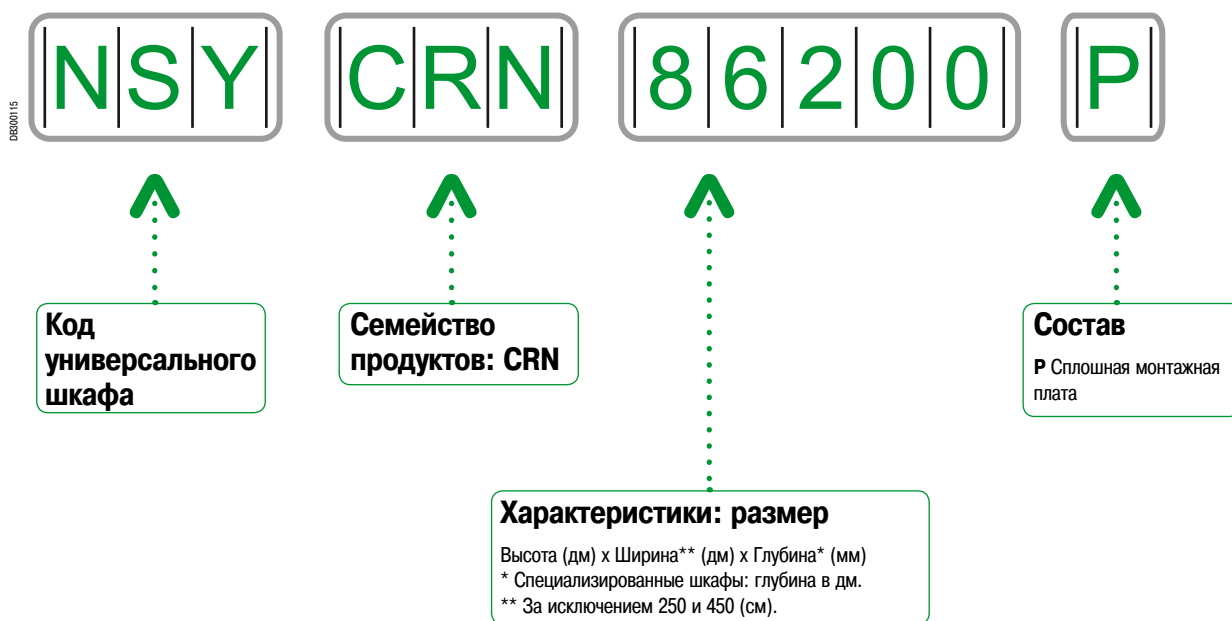 NSY CRN 86200 P
DB300115
Код
универсального
шкафа
Семейство
продуктов: CRN
Состав
P Сплошная монтажная
плата
Характеристики: размер
Высота (дм) x Ширина** (дм) x Глубина* (мм)
* Специализированные шкафы: глубина в дм.
** За исключением 250 и 450 (см).